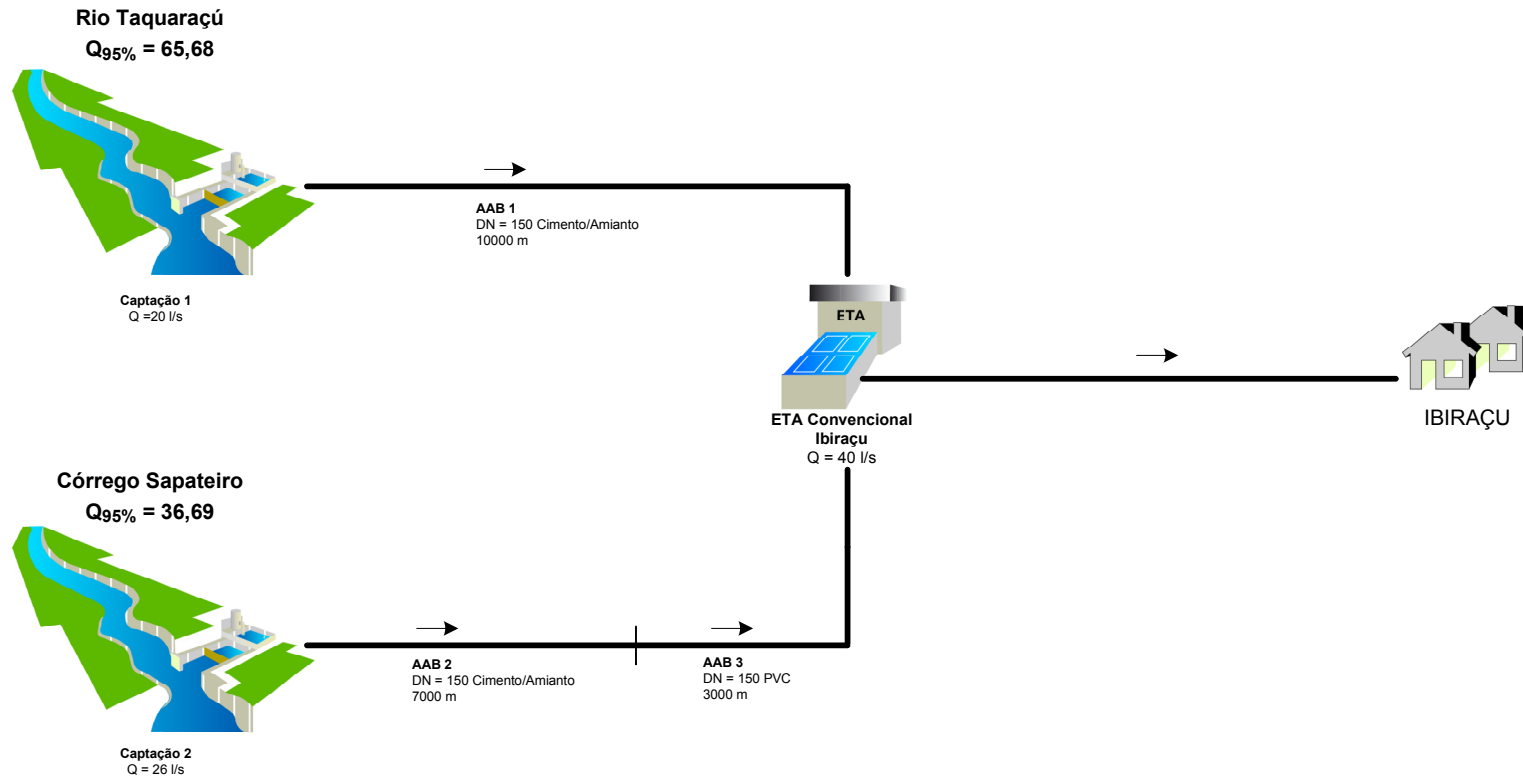 Rio Taquaraçú
Q95% = 65,68
AAB 1
DN = 150 Cimento/Amianto
10000 m
Captação 1
Q =20 l/s
ETA
ETA Convencional
Ibiraçu
Q = 40 l/s
IBIRAÇU
Córrego Sapateiro
Q95% = 36,69
AAB 2
DN = 150 Cimento/Amianto
7000 m
AAB 3
DN = 150 PVC
3000 m
Captação 2
Q = 26 l/s